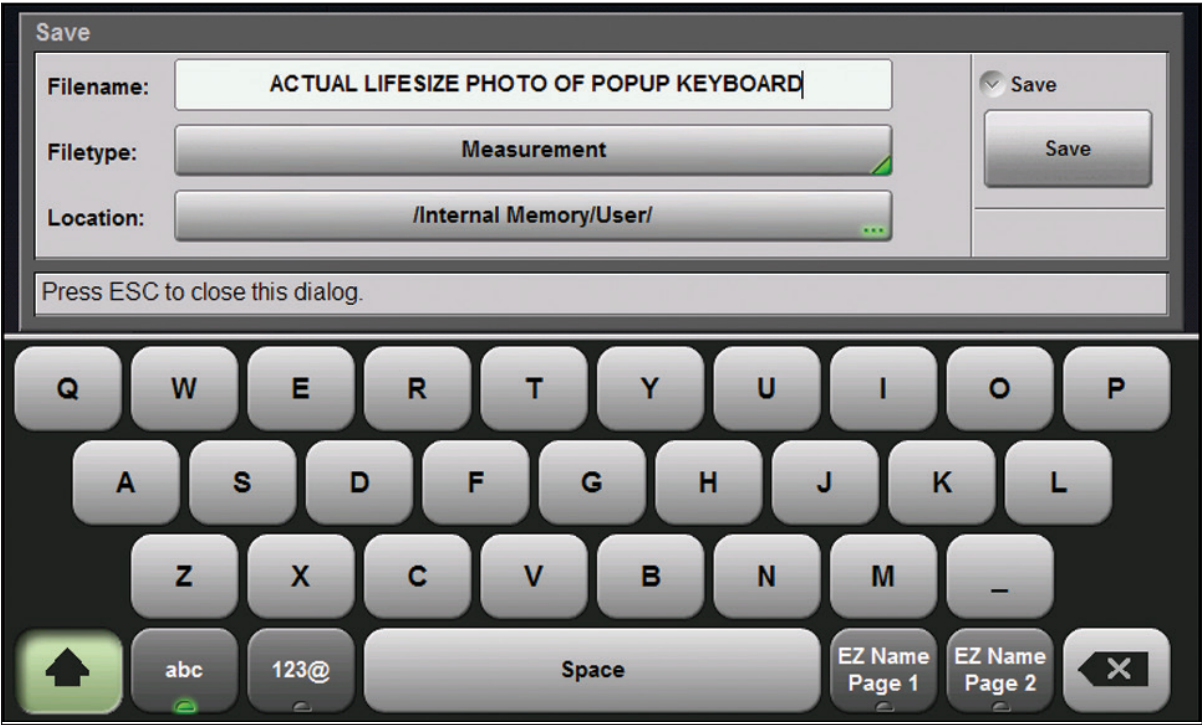 Save
Filename: ACTUAL LIFESIZE PHOTO OF POPUP KEYBOARD
Save
Filetype: Measurement
Save
Location: /Internal Memory/User/
Press ESC to close this dialog.
Q W E R T Y U I O P
A S D F G H J K L
Z X C V B N M _
abc 123@ Space EZ Name Page 1 EZ Name Page 2